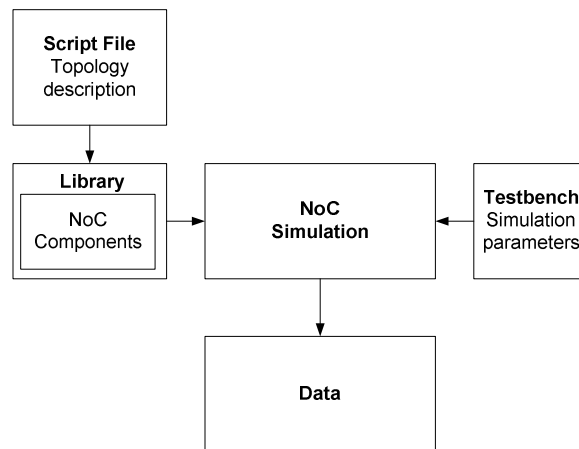 Script File
Topology
description
Library
NoC
Components
NoC
Simulation
Testbench
Simulation
parameters
Data